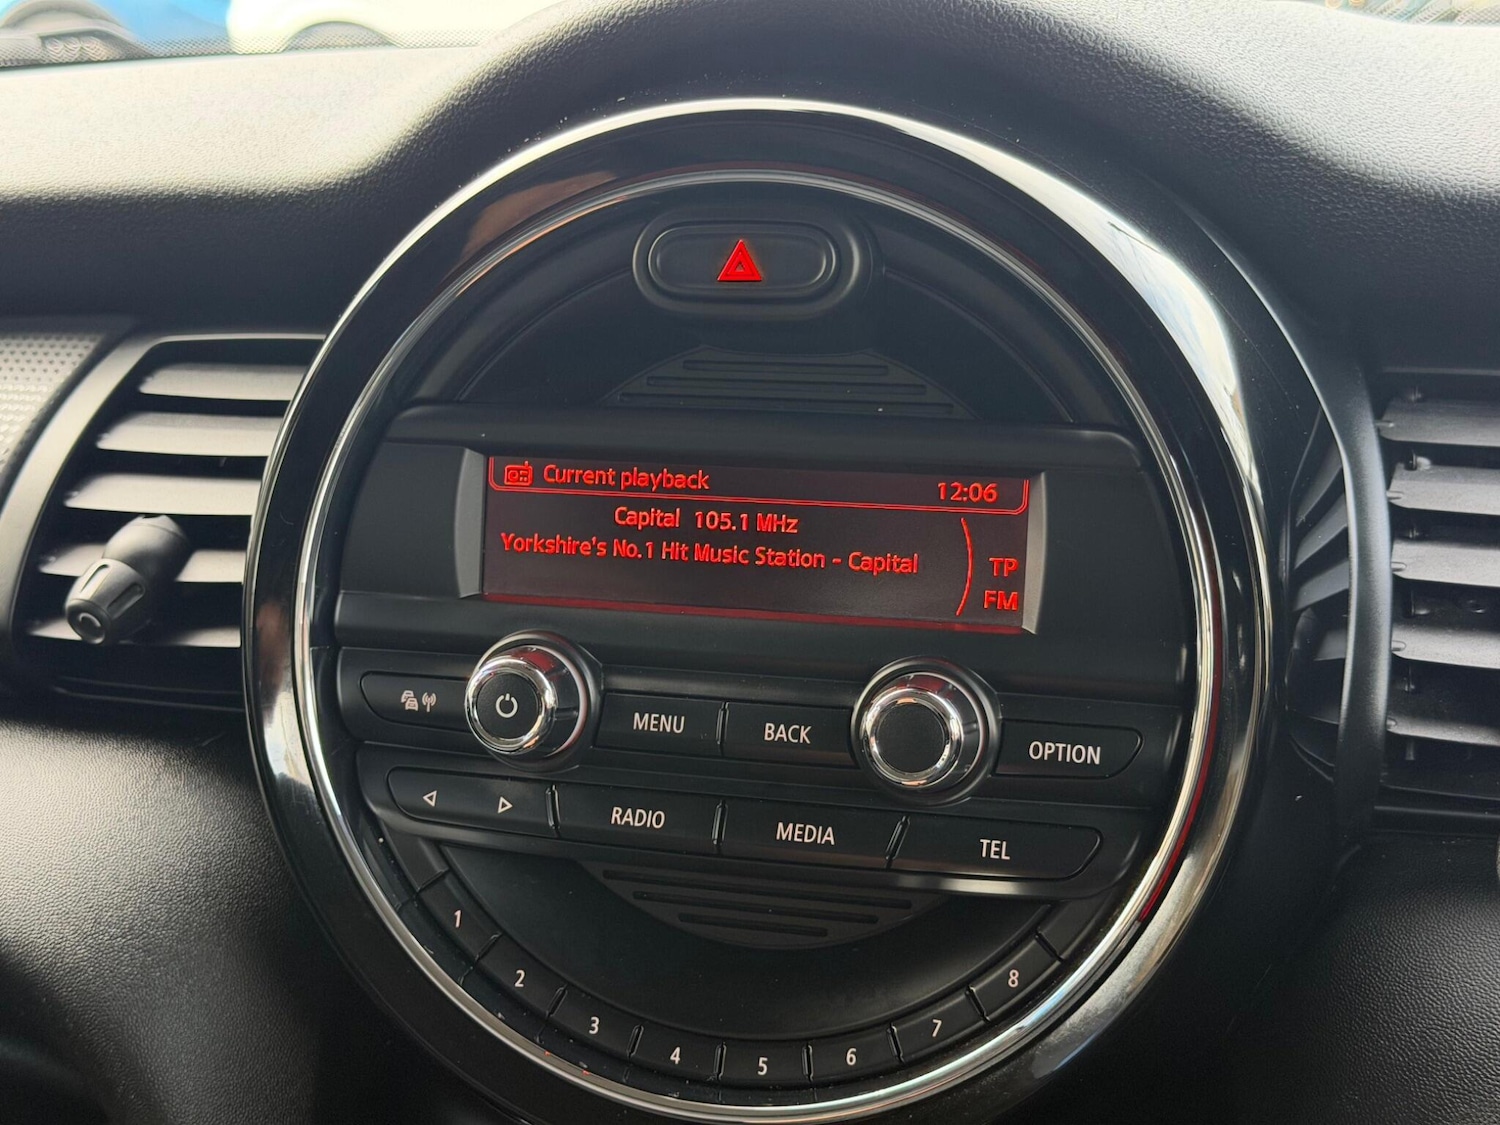 Current playback 12:06
Capital 105.1 MHz
Yorkshire's No.1 Hit Music Station - Capital
TP
FM
MENU BACK OPTION
RADIO MEDIA TEL
1 2 3 4 5 6 7 8